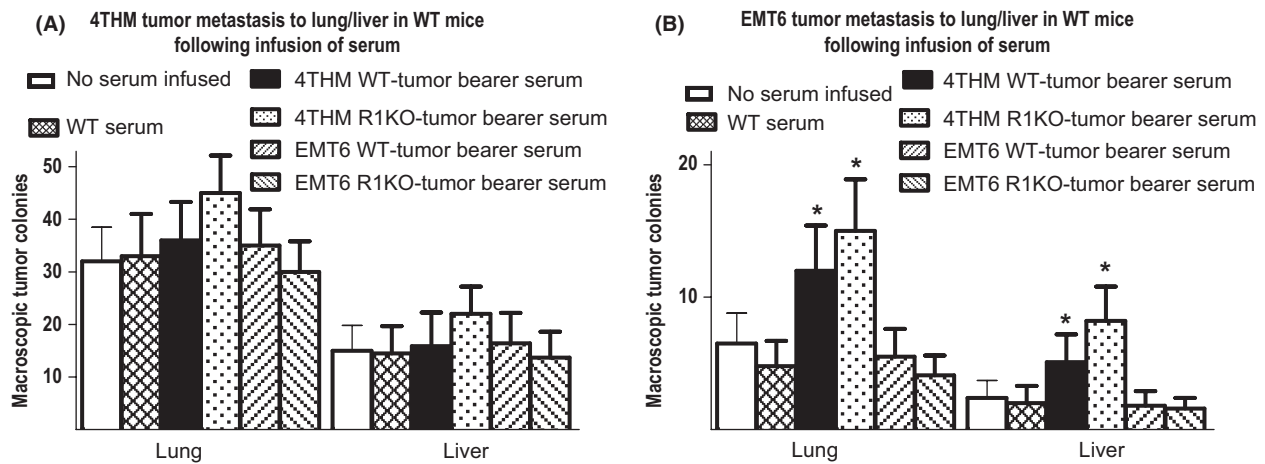 (A)
4THM tumor metastasis to lung/liver in WT mice
following infusion of serum
No serum infused
WT serum
4THM WT-tumor bearer serum
4THM R1KO-tumor bearer serum
EMT6 WT-tumor bearer serum
EMT6 R1KO-tumor bearer serum
Macroscopic tumor colonies
50
40
30
20
10
Lung
Liver
(B)
EMT6 tumor metastasis to lung/liver in WT mice
following infusion of serum
No serum infused
WT serum
4THM WT-tumor bearer serum
4THM R1KO-tumor bearer serum
EMT6 WT-tumor bearer serum
EMT6 R1KO-tumor bearer serum
Macroscopic tumor colonies
20
10
*
*
*
*
Lung
Liver